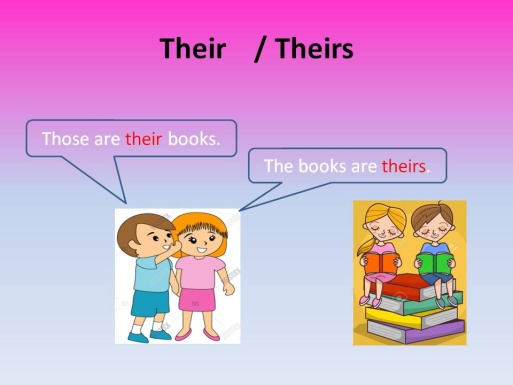 Their / Theirs
Those are their books.
The books are theirs.